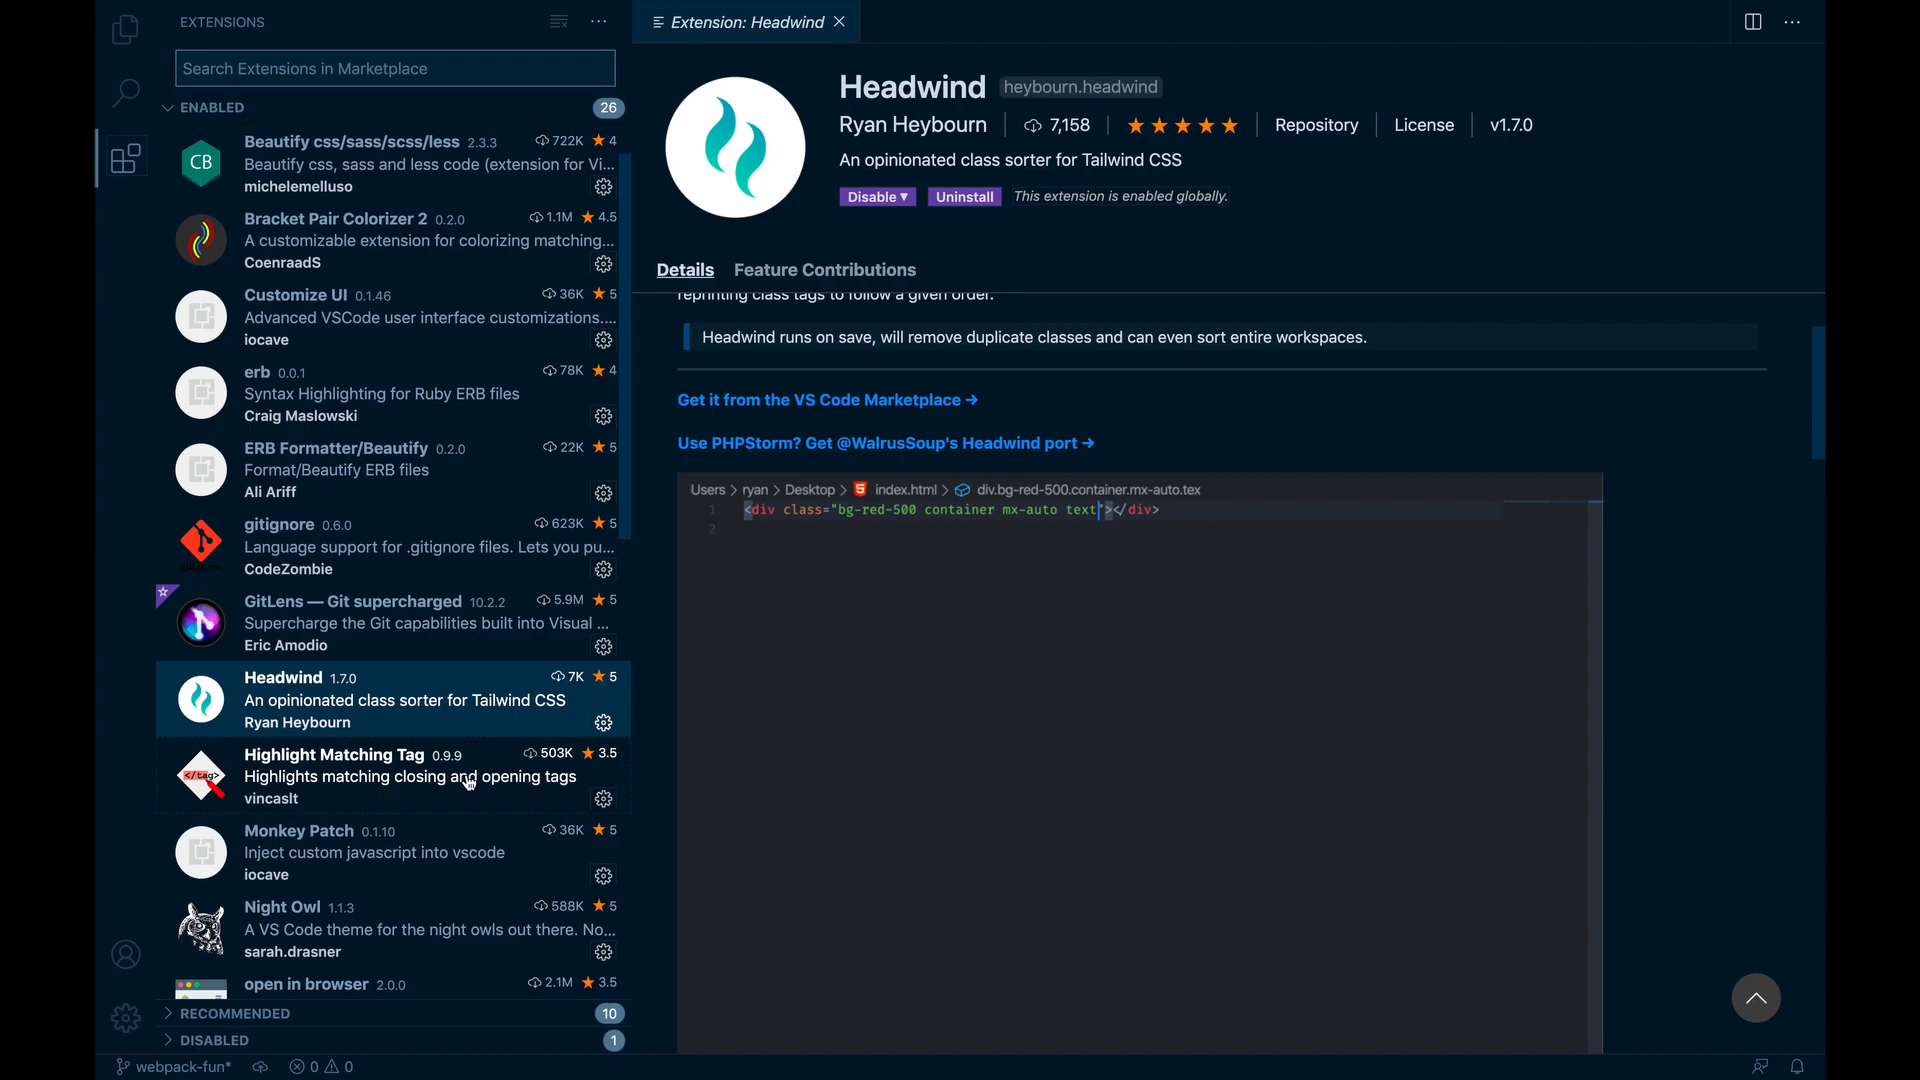 EXTENSIONS
Search Extensions in Marketplace
ENABLED
26
Beautify css/sass/scss/less 2.3.3 722K 4
Beautify css, sass and less code (extension for Vi...
michelemelluso
Bracket Pair Colorizer 2 0.2.0 1.1M 4.5
A customizable extension for colorizing matching...
CoenraadS
Customize UI 0.1.46 36K 5
Advanced VSCode user interface customizations....
iocave
erb 0.0.1 78K 4
Syntax Highlighting for Ruby ERB files
Craig Maslowski
ERB Formatter/Beautify 0.2.0 22K 5
Format/Beautify ERB files
Ali Ariff
gitignore 0.6.0 623K 5
Language support for .gitignore files. Lets you pu...
CodeZombie
GitLens — Git supercharged 10.2.2 5.9M 5
Supercharge the Git capabilities built into Visual ...
Eric Amodio
Headwind 1.7.0 7K 5
An opinionated class sorter for Tailwind CSS
Ryan Heybourn
Highlight Matching Tag 0.9.9 503K 3.5
Highlights matching closing and opening tags
vincaslt
Monkey Patch 0.1.10 36K 5
Inject custom javascript into vscode
iocave
Night Owl 1.1.3 588K 5
A VS Code theme for the night owls out there. No...
sarah.drasner
open in browser 2.0.0 2.1M 3.5
RECOMMENDED 10
DISABLED 1
CB
</tag>
Extension: Headwind
Headwind heybourn.headwind
Ryan Heybourn 7,158 Repository License v1.7.0
An opinionated class sorter for Tailwind CSS
Disable Uninstall This extension is enabled globally.
Details Feature Contributions
reprinting class tags to follow a given order.
Headwind runs on save, will remove duplicate classes and can even sort entire workspaces.
Get it from the VS Code Marketplace →
Use PHPStorm? Get @WalrusSoup's Headwind port →
Users > ryan > Desktop > index.html > div.bg-red-500.container.mx-auto.tex
1 <div class="bg-red-500 container mx-auto text"></div>
2
webpack-fun* 0 0